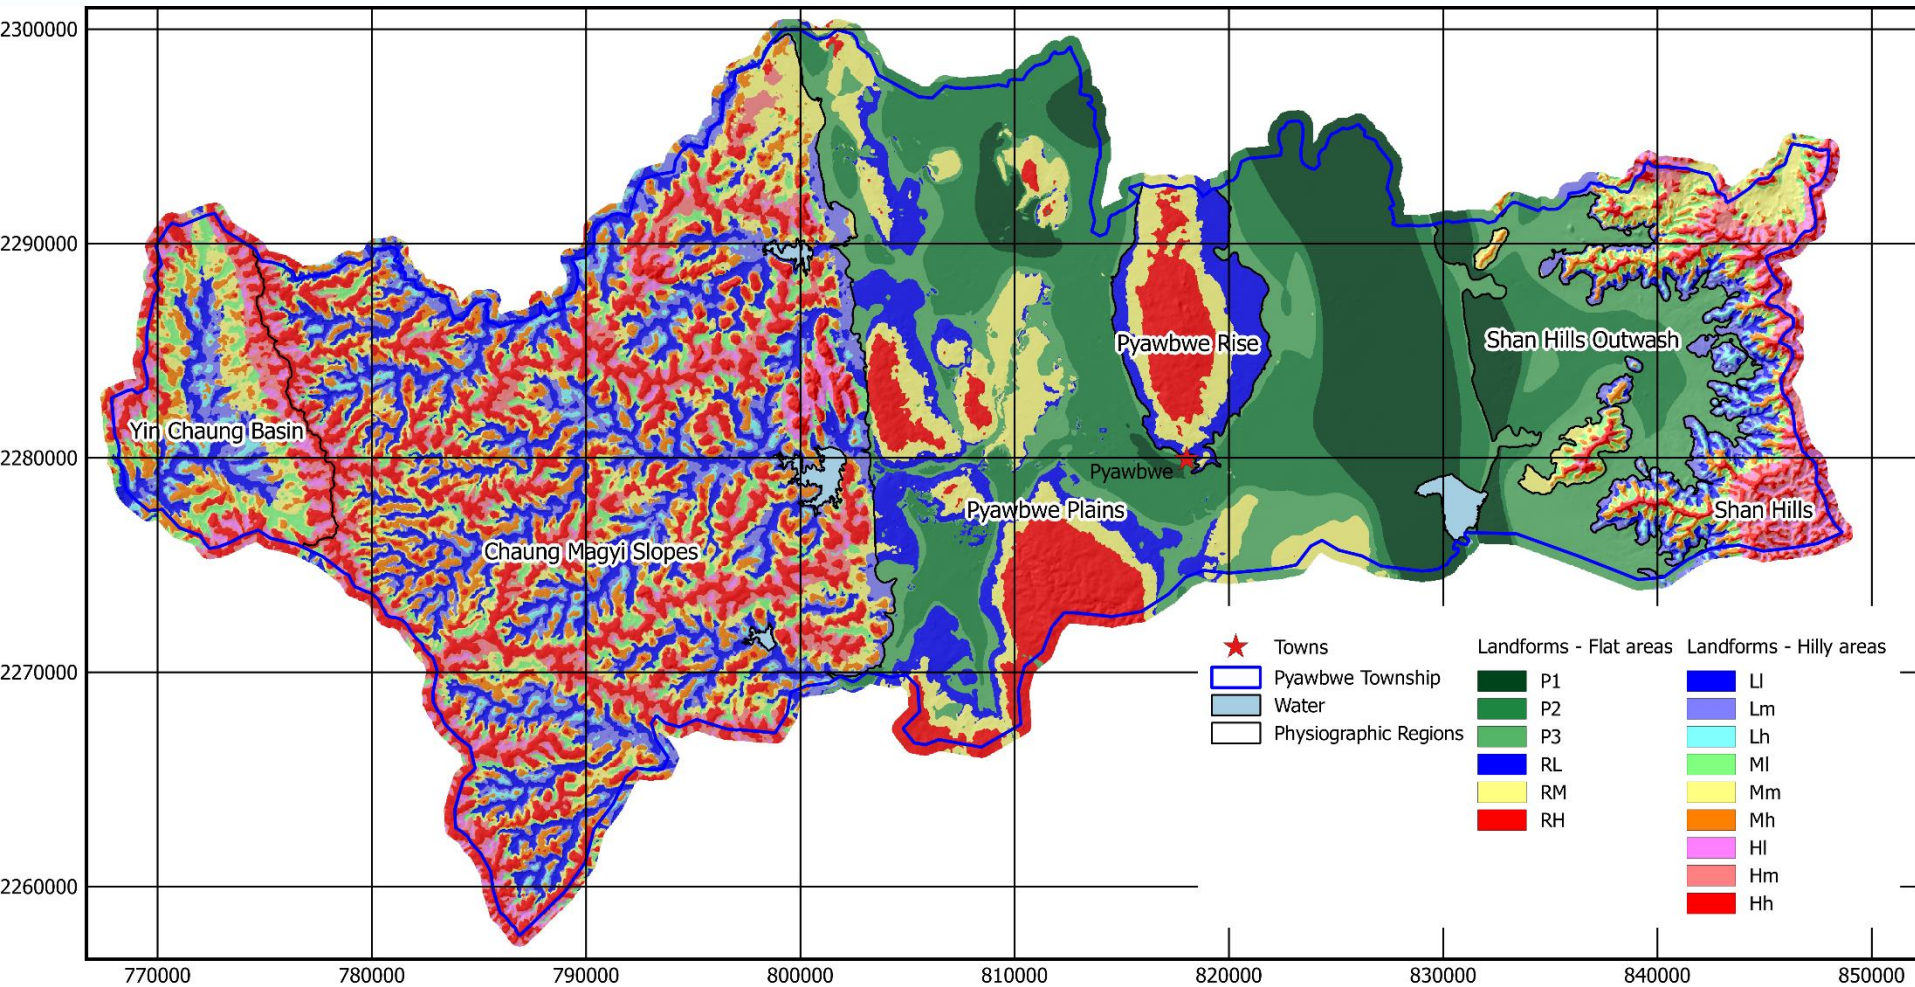 2300000
2290000
2280000
2270000
2260000
770000
780000
790000
800000
810000
820000
830000
840000
850000
Yin Chaung Basin
Chaung Magyi Slopes
Pyawbwe Rise
Pyawbwe
Pyawbwe Plains
Shan Hills Outwash
Shan Hills
Towns
Pyawbwe Township
Water
Physiographic Regions
Landforms - Flat areas
P1
P2
P3
RL
RM
RH
Landforms - Hilly areas
Ll
Lm
Lh
Ml
Mm
Mh
Hl
Hm
Hh